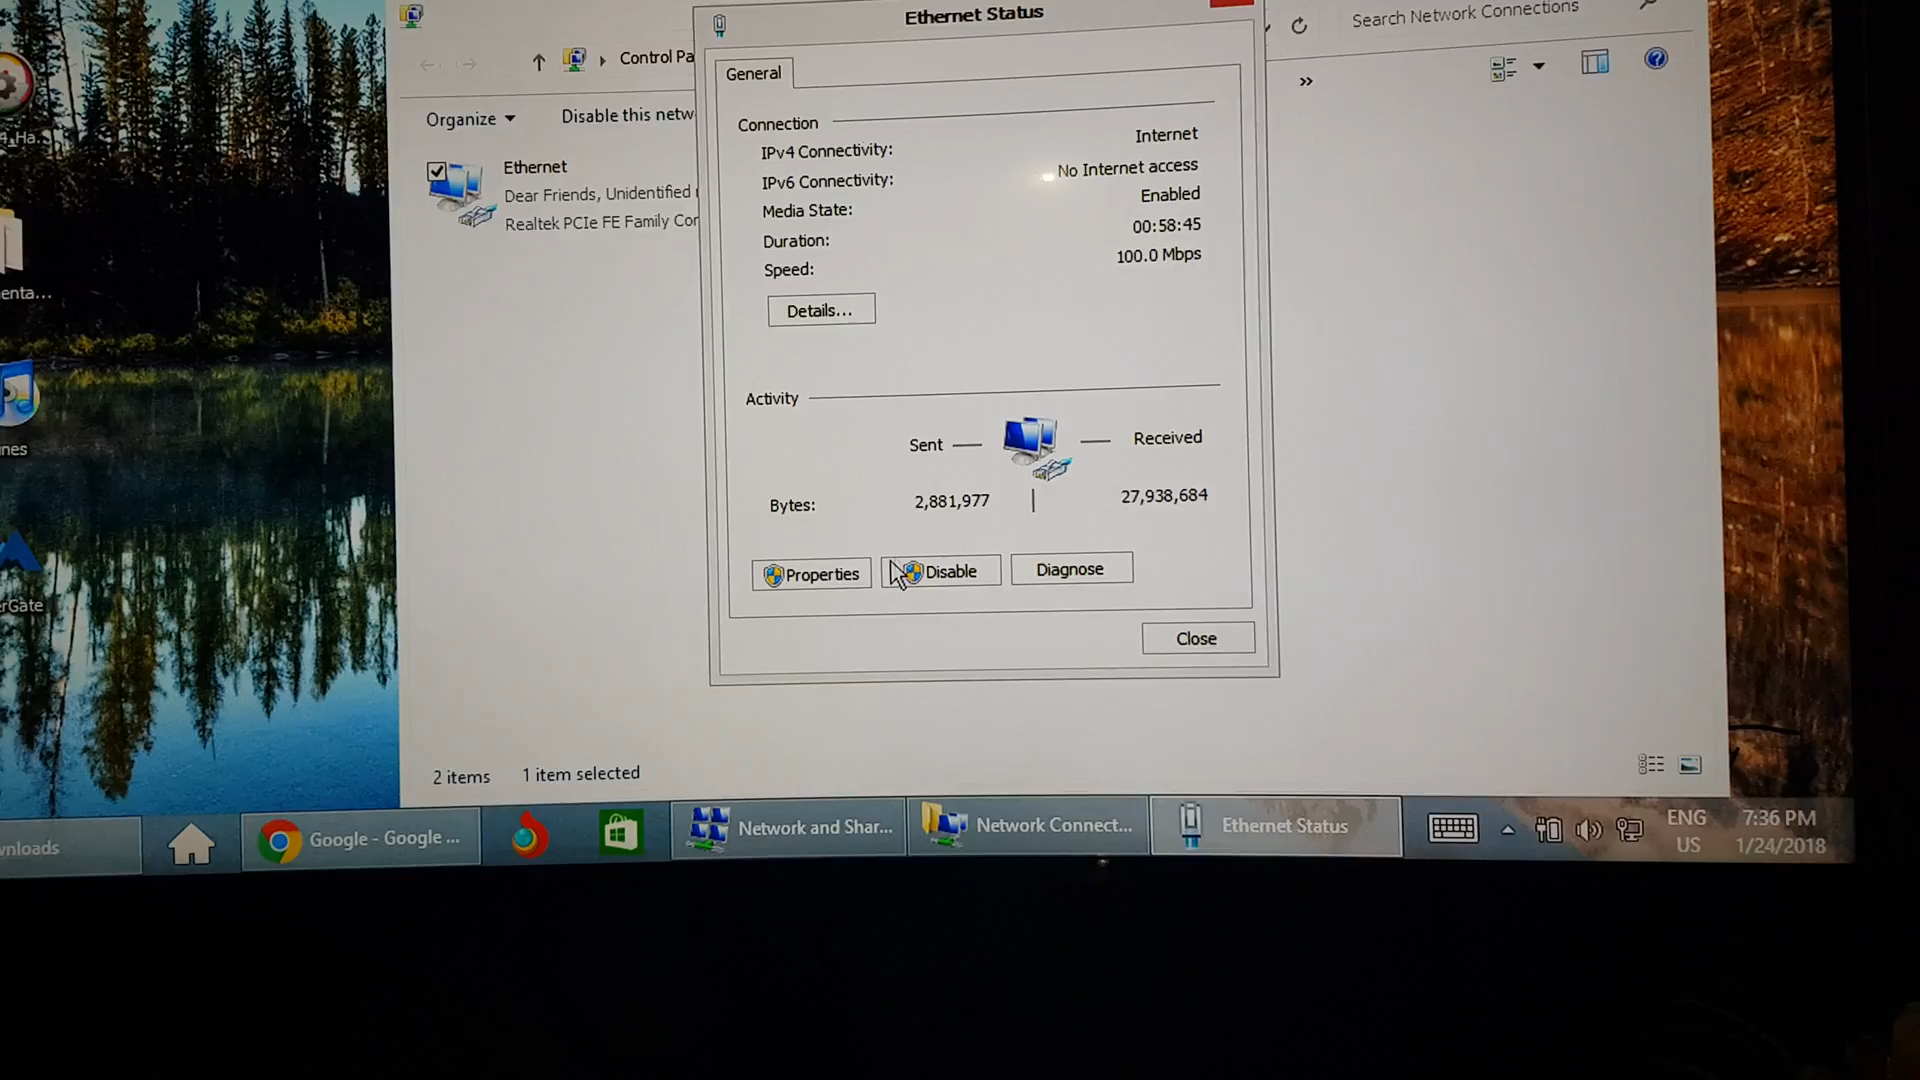 Ethernet Status
Search Network Connections
Control Pa
General
Organize
Disable this netw
Connection
IPv4 Connectivity:
Internet
IPv6 Connectivity:
No Internet access
Media State:
Enabled
Duration:
00:58:45
Speed:
100.0 Mbps
Details...
Ethernet
Dear Friends, Unidentified
Realtek PCIe FE Family Cor
4.Ha...
enta...
nes
rGate
Activity
Sent
Received
Bytes:
2,881,977
27,938,684
Properties
Disable
Diagnose
Close
2 items
1 item selected
wnloads
Google - Google ...
Network and Shar...
Network Connect...
Ethernet Status
ENG
US
7:36 PM
1/24/2018